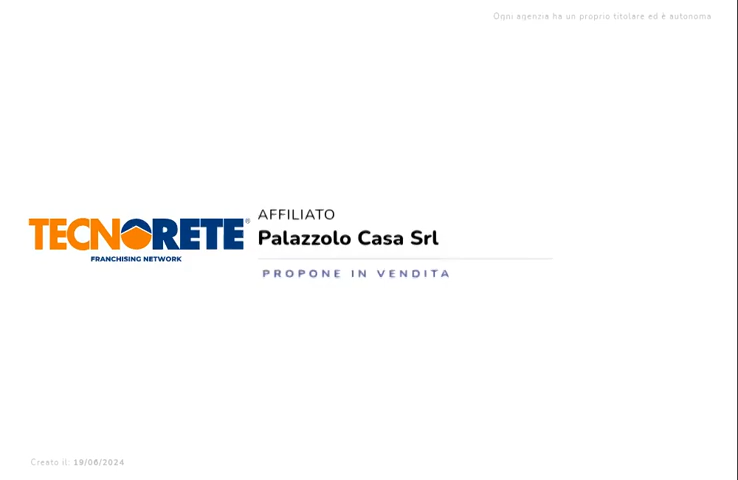 Ogni agenzia ha un proprio titolare ed è autonoma
AFFILIATO
TECNORETE®
Palazzolo Casa Srl
FRANCHISING NETWORK
PROPONE IN VENDITA
Creato il: 19/06/2024